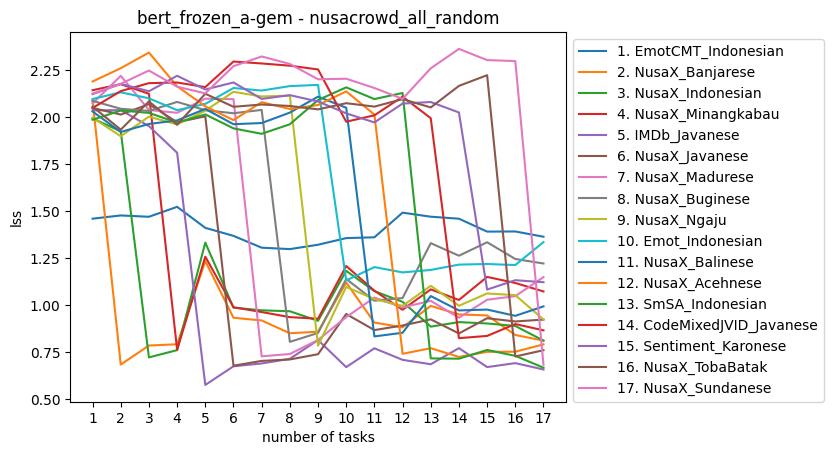 bert_frozen_a-gem - nusacrowd_all_random
lss
2.25
2.00
1.75
1.50
1.25
1.00
0.75
0.50
1 2 3 4 5 6 7 8 9 10 11 12 13 14 15 16 17
number of tasks
1. EmotCMT_Indonesian
2. NusaX_Banjarese
3. NusaX_Indonesian
4. NusaX_Minangkabau
5. IMDb_Javanese
6. NusaX_Javanese
7. NusaX_Madurese
8. NusaX_Buginese
9. NusaX_Ngaju
10. Emot_Indonesian
11. NusaX_Balinese
12. NusaX_Acehnese
13. SmSA_Indonesian
14. CodeMixedJVID_Javanese
15. Sentiment_Karonese
16. NusaX_TobaBatak
17. NusaX_Sundanese